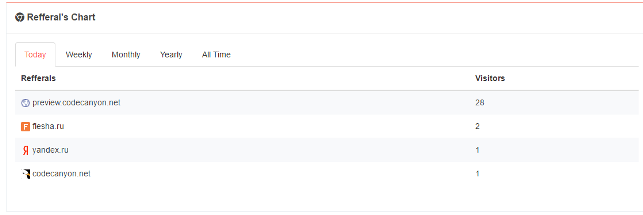 Refferal's Chart
Today Weekly Monthly Yearly All Time
Refferals Visitors
preview.codecanyon.net 28
flesha.ru 2
yandex.ru 1
codecanyon.net 1